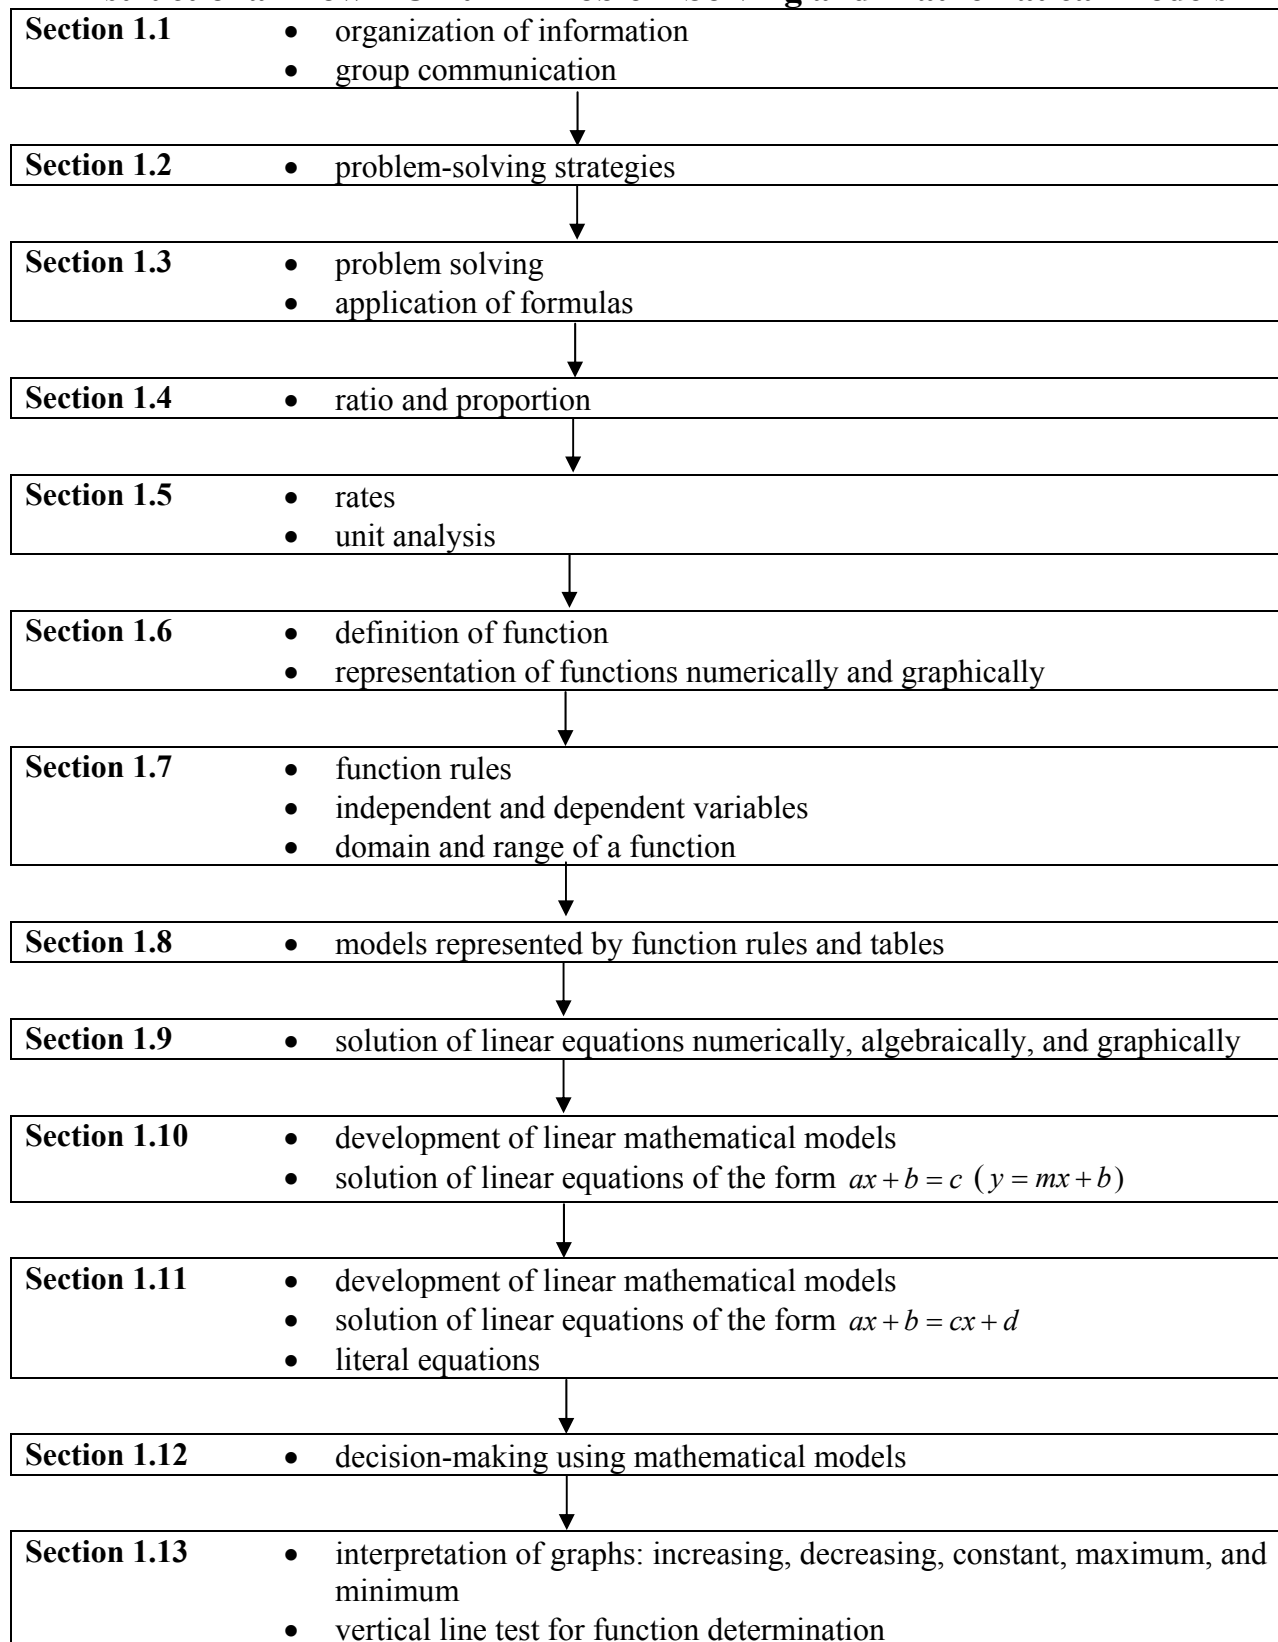 Section 1.1 • organization of information
• group communication
Section 1.2 • problem-solving strategies
Section 1.3 • problem solving
• application of formulas
Section 1.4 • ratio and proportion
Section 1.5 • rates
• unit analysis
Section 1.6 • definition of function
• representation of functions numerically and graphically
Section 1.7 • function rules
• independent and dependent variables
• domain and range of a function
Section 1.8 • models represented by function rules and tables
Section 1.9 • solution of linear equations numerically, algebraically, and graphically
Section 1.10 • development of linear mathematical models
• solution of linear equations of the form ax + b = c ( y = mx + b)
Section 1.11 • development of linear mathematical models
• solution of linear equations of the form ax + b = cx + d
• literal equations
Section 1.12 • decision-making using mathematical models
Section 1.13 • interpretation of graphs: increasing, decreasing, constant, maximum, and
minimum
• vertical line test for function determination